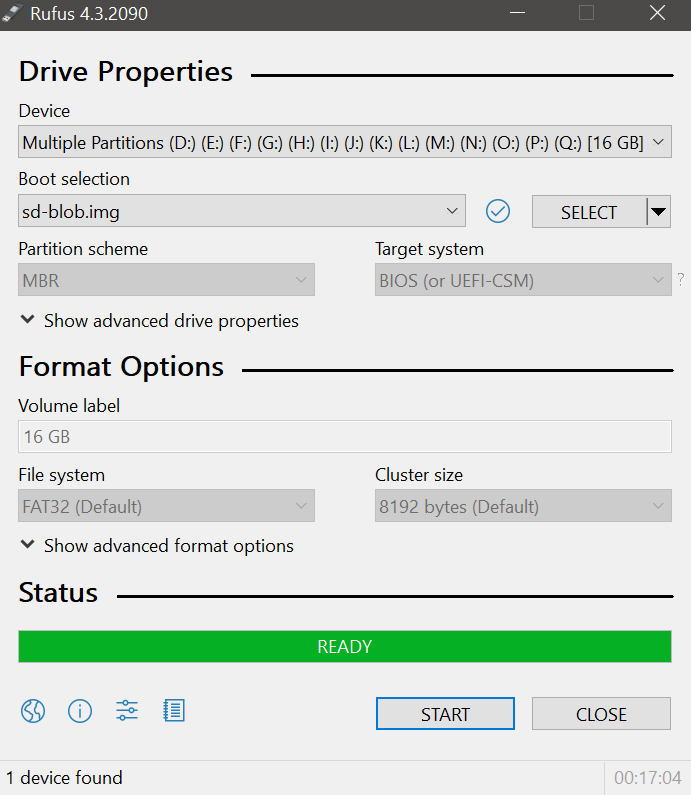 Rufus 4.3.2090
Drive Properties
Device
Multiple Partitions (D:) (E:) (F:) (G:) (H:) (I:) (J:) (K:) (L:) (M:) (N:) (O:) (P:) (Q:) [16 GB]
Boot selection
sd-blob.img
SELECT
Partition scheme
Target system
MBR
BIOS (or UEFI-CSM)
?
Show advanced drive properties
Format Options
Volume label
16 GB
File system
Cluster size
FAT32 (Default)
8192 bytes (Default)
Show advanced format options
Status
READY
START
CLOSE
1 device found
00:17:04